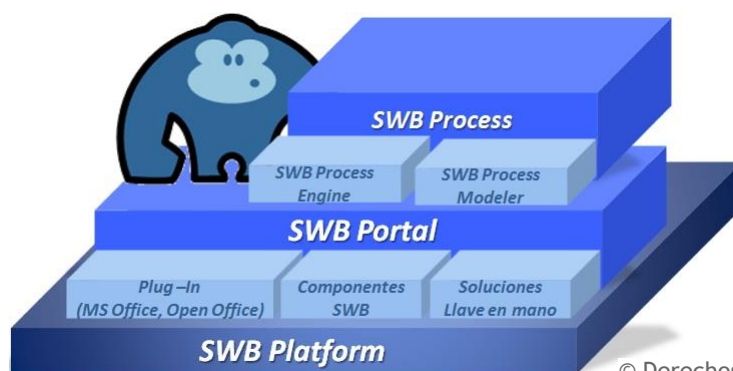 SWB Process
SWB Process
Engine
SWB Process
Modeler
SWB Portal
Plug –In
(MS Office, Open Office)
Componentes
SWB
Soluciones
Llave en mano
SWB Platform
©